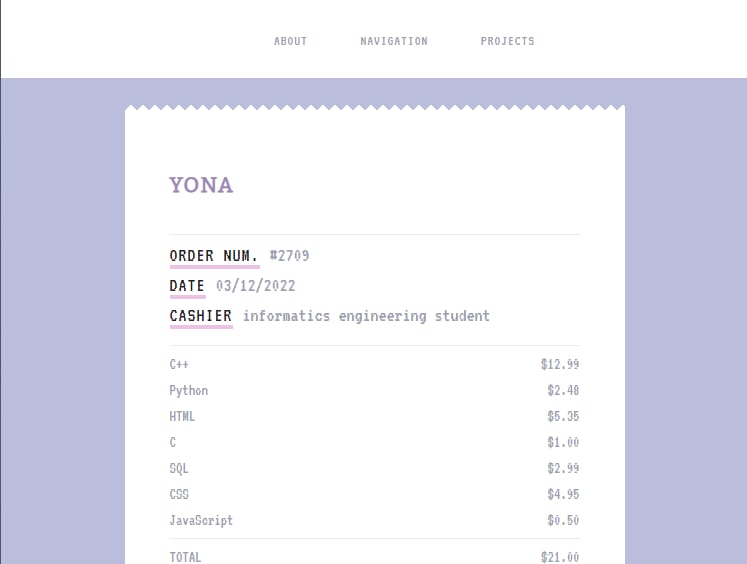 ABOUT NAVIGATION PROJECTS
YONA
ORDER NUM. #2709
DATE 03/12/2022
CASHIER informatics engineering student
C++ $12.99
Python $2.48
HTML $5.35
C $1.00
SQL $2.99
CSS $4.95
JavaScript $0.50
TOTAL $21.00